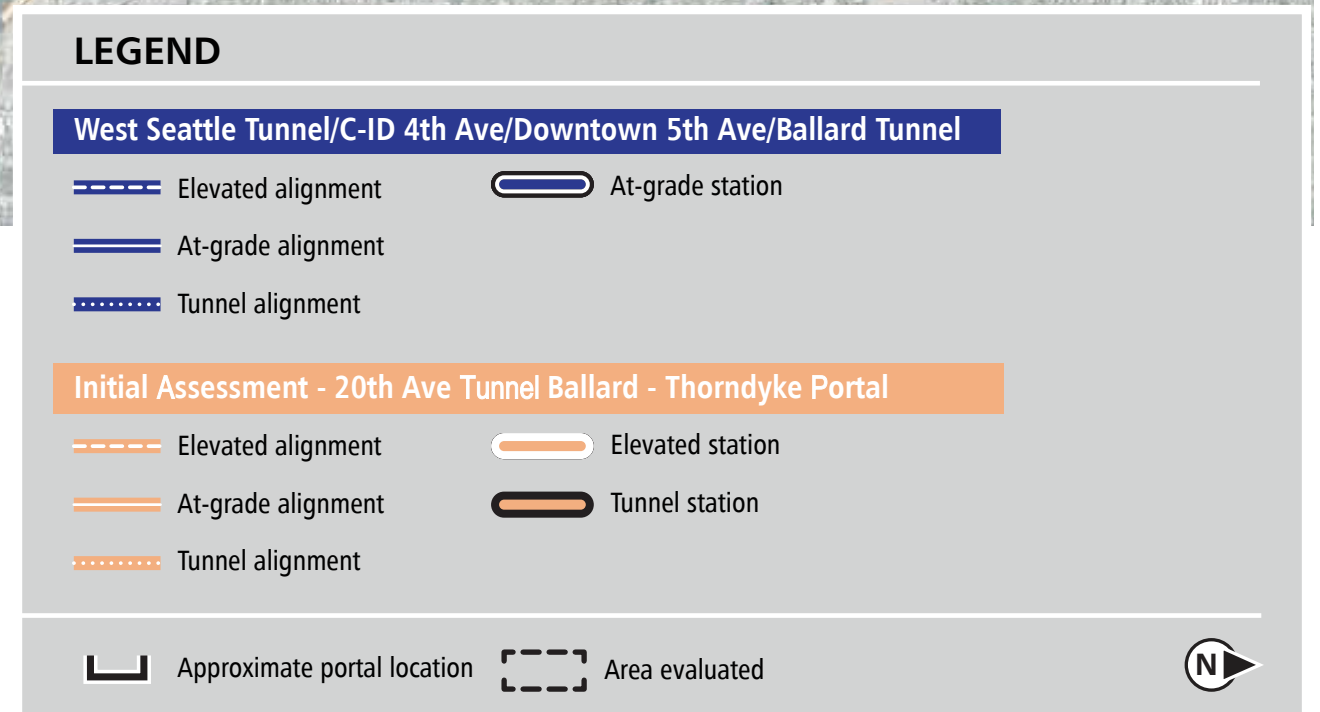 LEGEND
West Seattle Tunnel/C-ID 4th Ave/Downtown 5th Ave/Ballard Tunnel
Elevated alignment
At-grade station
At-grade alignment
Tunnel alignment
Initial Assessment - 20th Ave Tunnel Ballard - Thorndyke Portal
Elevated alignment
Elevated station
At-grade alignment
Tunnel station
Tunnel alignment
Approximate portal location
Area evaluated
N